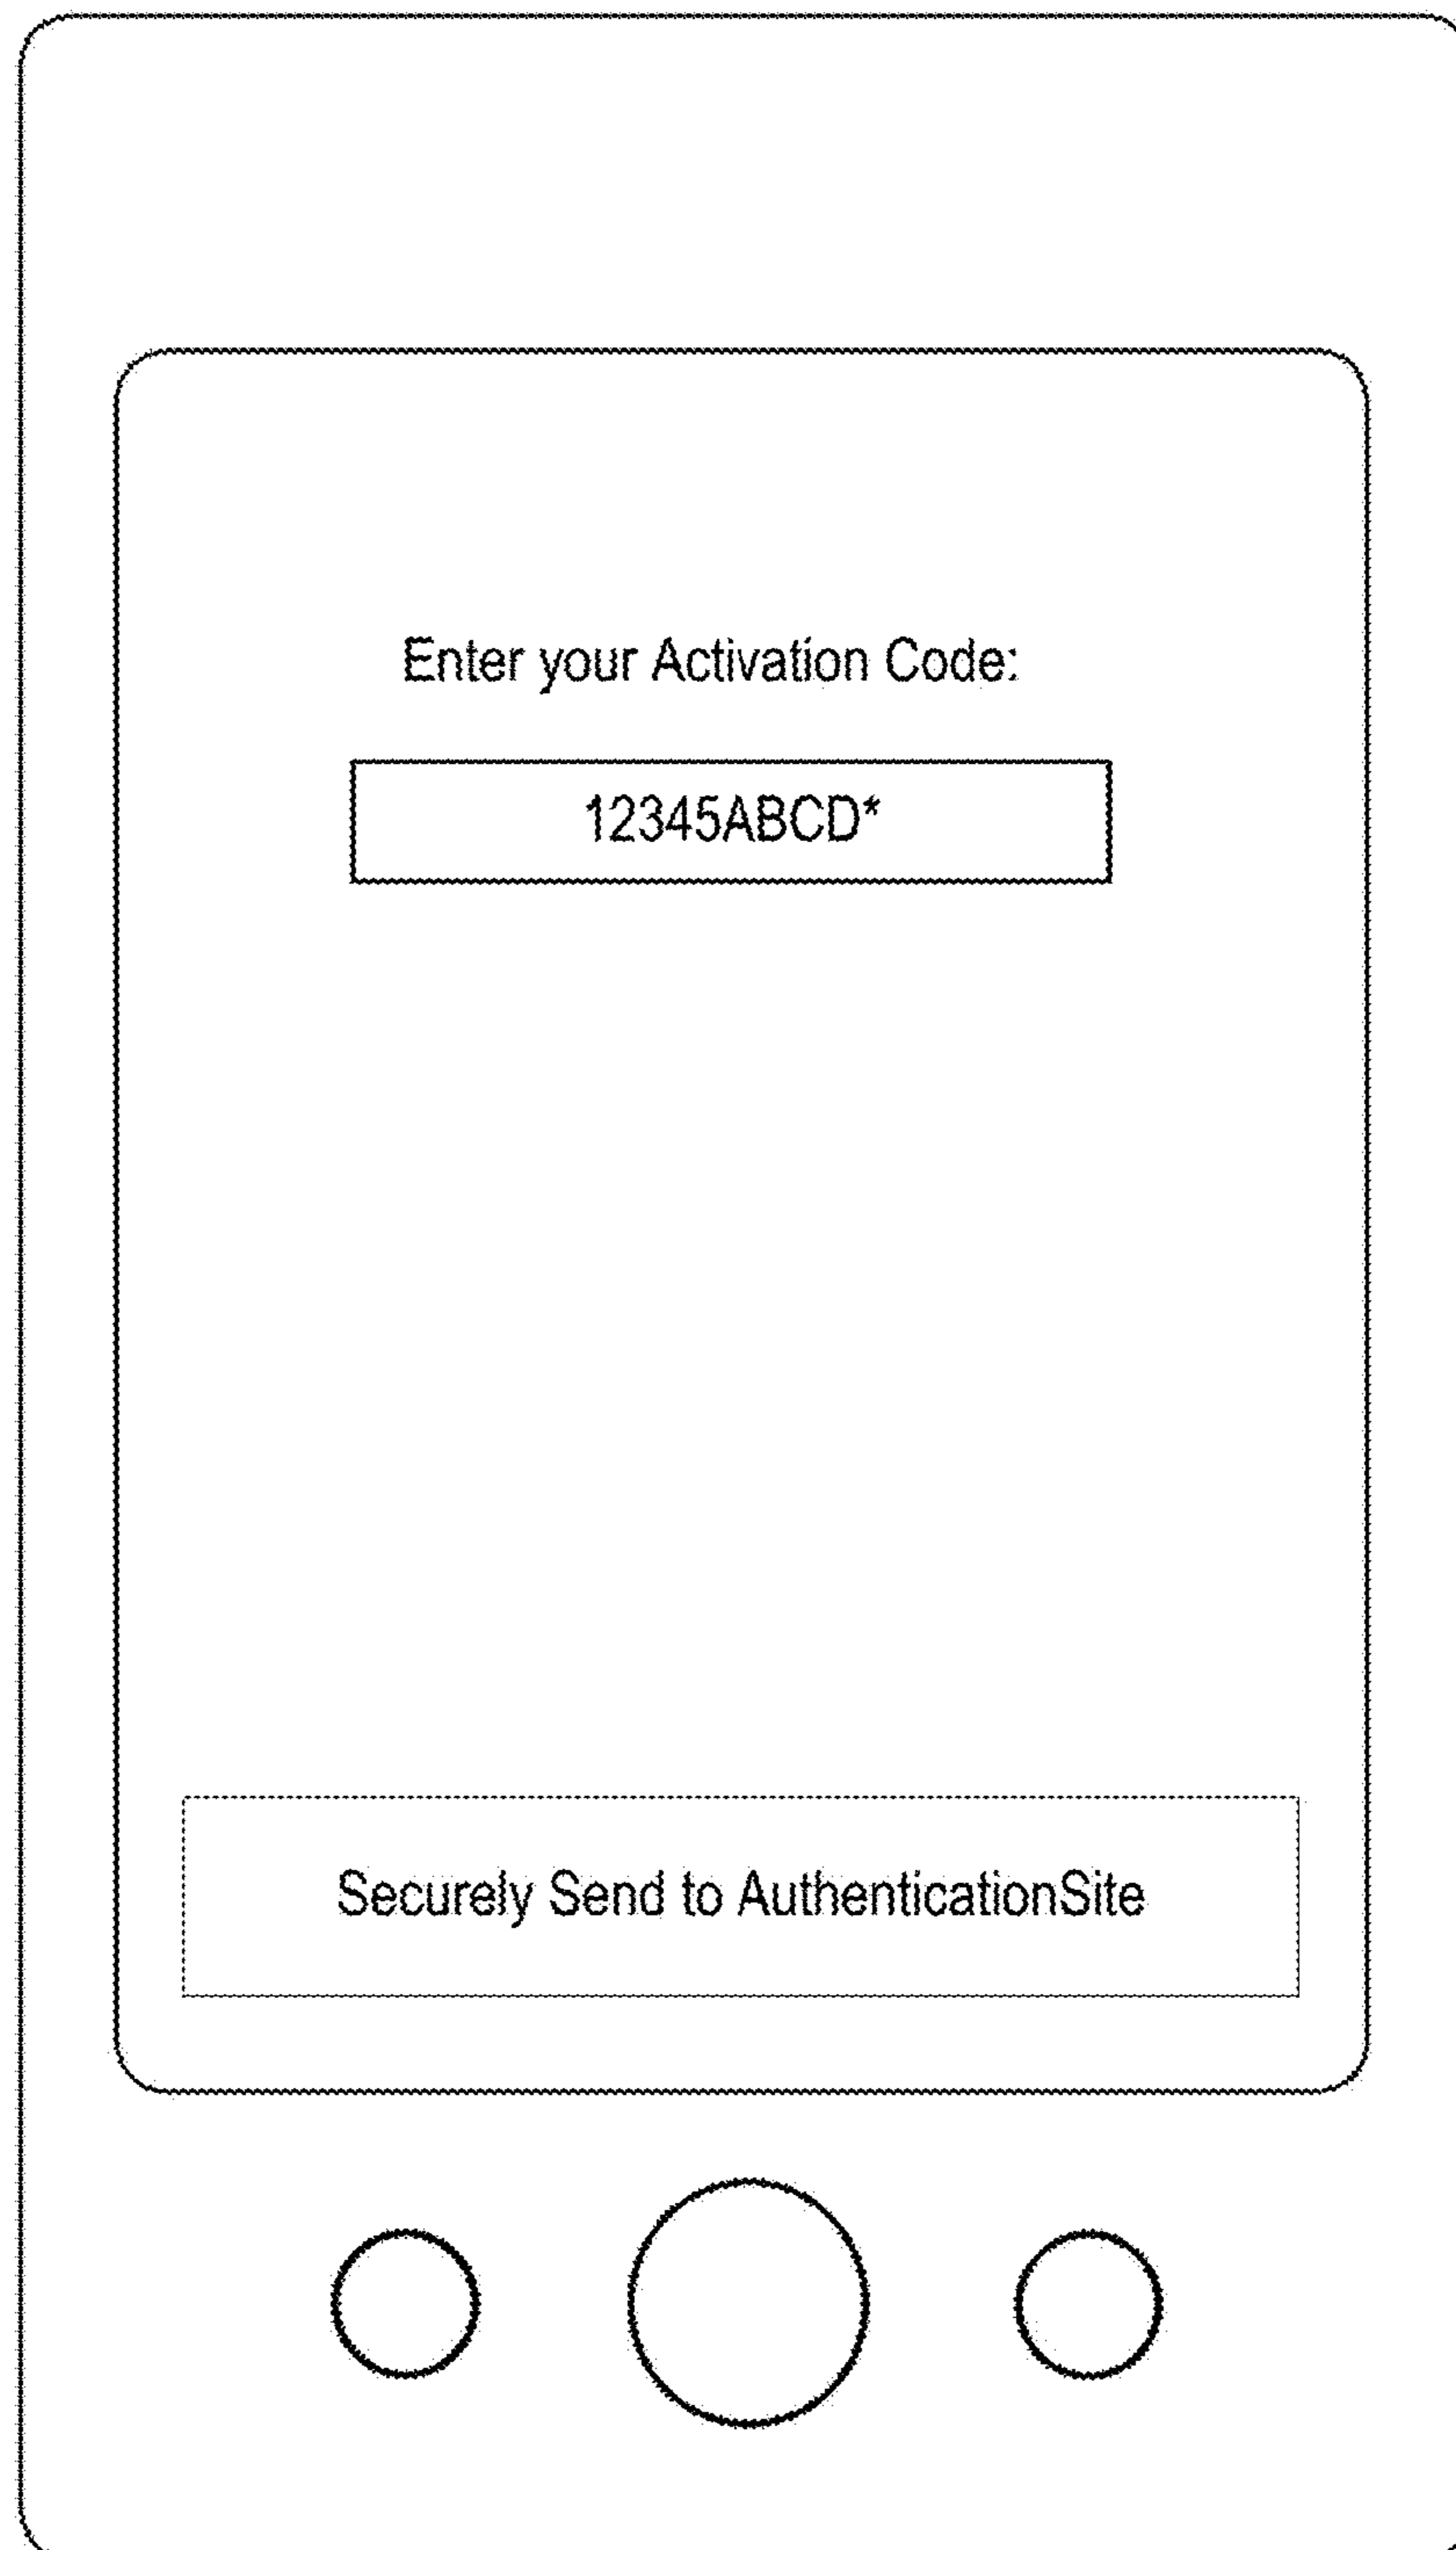 Enter your Activation Code:
12345ABCD*
Securely Send to AuthenticationSite